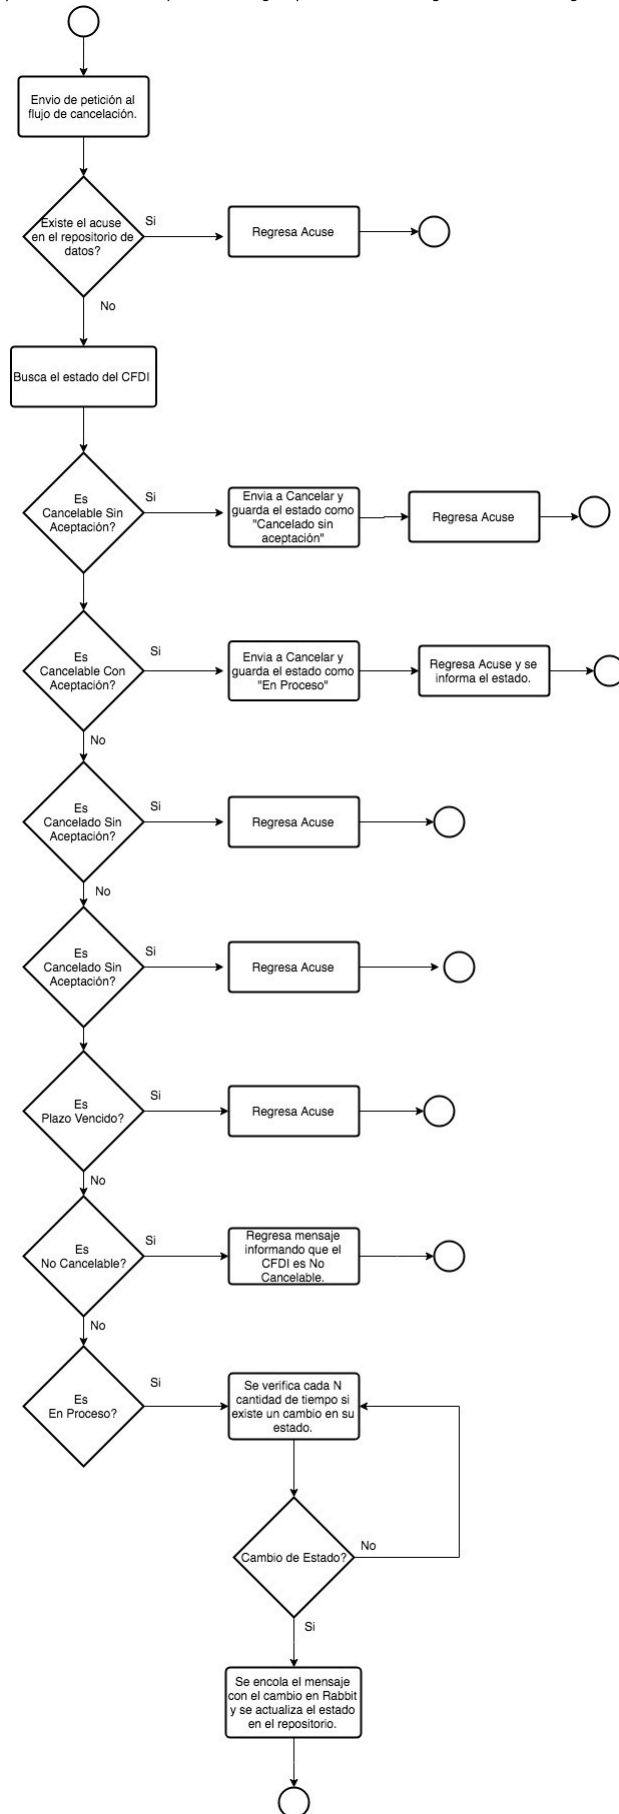 Envio de petición al
flujo de cancelación.
Existe el acuse
en el repositorio de
datos?
Si
Regresa Acuse
No
Busca el estado del CFDI
Es
Cancelable Sin
Aceptación?
Si
Envia a Cancelar y
guarda el estado como
"Cancelado sin
aceptación"
Regresa Acuse
Es
Cancelable Con
Aceptación?
Si
Envia a Cancelar y
guarda el estado como
"En Proceso"
Regresa Acuse y se
informa el estado.
No
Es
Cancelado Sin
Aceptación?
Si
Regresa Acuse
No
Es
Cancelado Sin
Aceptación?
Si
Regresa Acuse
Es
Plazo Vencido?
Si
Regresa Acuse
No
Es
No Cancelable?
Si
Regresa mensaje
informando que el
CFDI es No
Cancelable.
No
Es
En Proceso?
Si
Se verifica cada N
cantidad de tiempo si
existe un cambio en su
estado.
Cambio de Estado?
No
Si
Se encola el mensaje
con el cambio en Rabbit
y se actualiza el estado
en el repositorio.